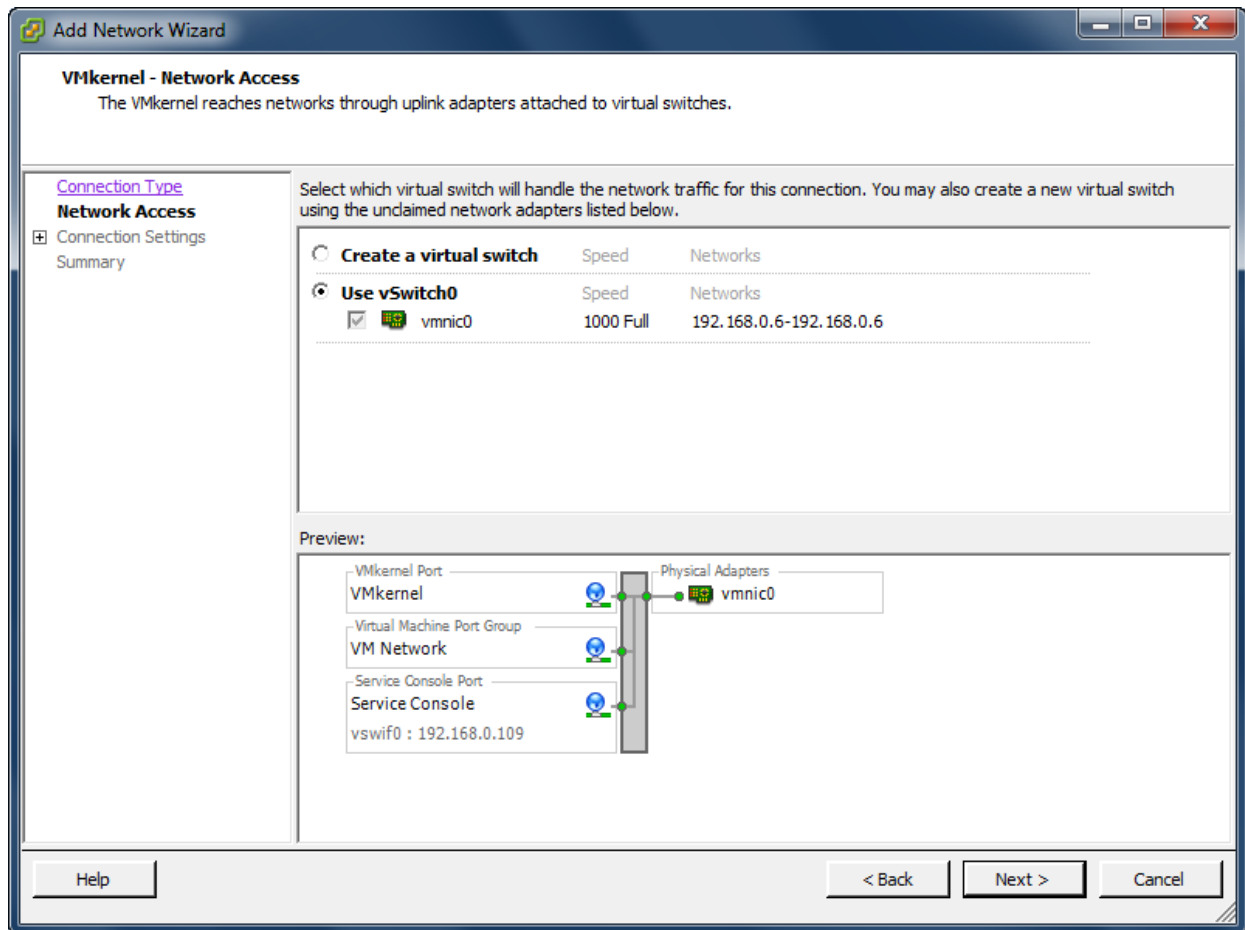 Add Network Wizard
VMkernel - Network Access
The VMkernel reaches networks through uplink adapters attached to virtual switches.
Connection Type
Network Access
Connection Settings
Summary
Select which virtual switch will handle the network traffic for this connection. You may also create a new virtual switch
using the unclaimed network adapters listed below.
Create a virtual switch Speed Networks
Use vSwitch0 Speed Networks
vmnic0 1000 Full 192.168.0.6-192.168.0.6
Preview:
VMkernel Port Physical Adapters
VMkernel vmnic0
Virtual Machine Port Group
VM Network
Service Console Port
Service Console
vswif0 : 192.168.0.109
Help < Back Next > Cancel